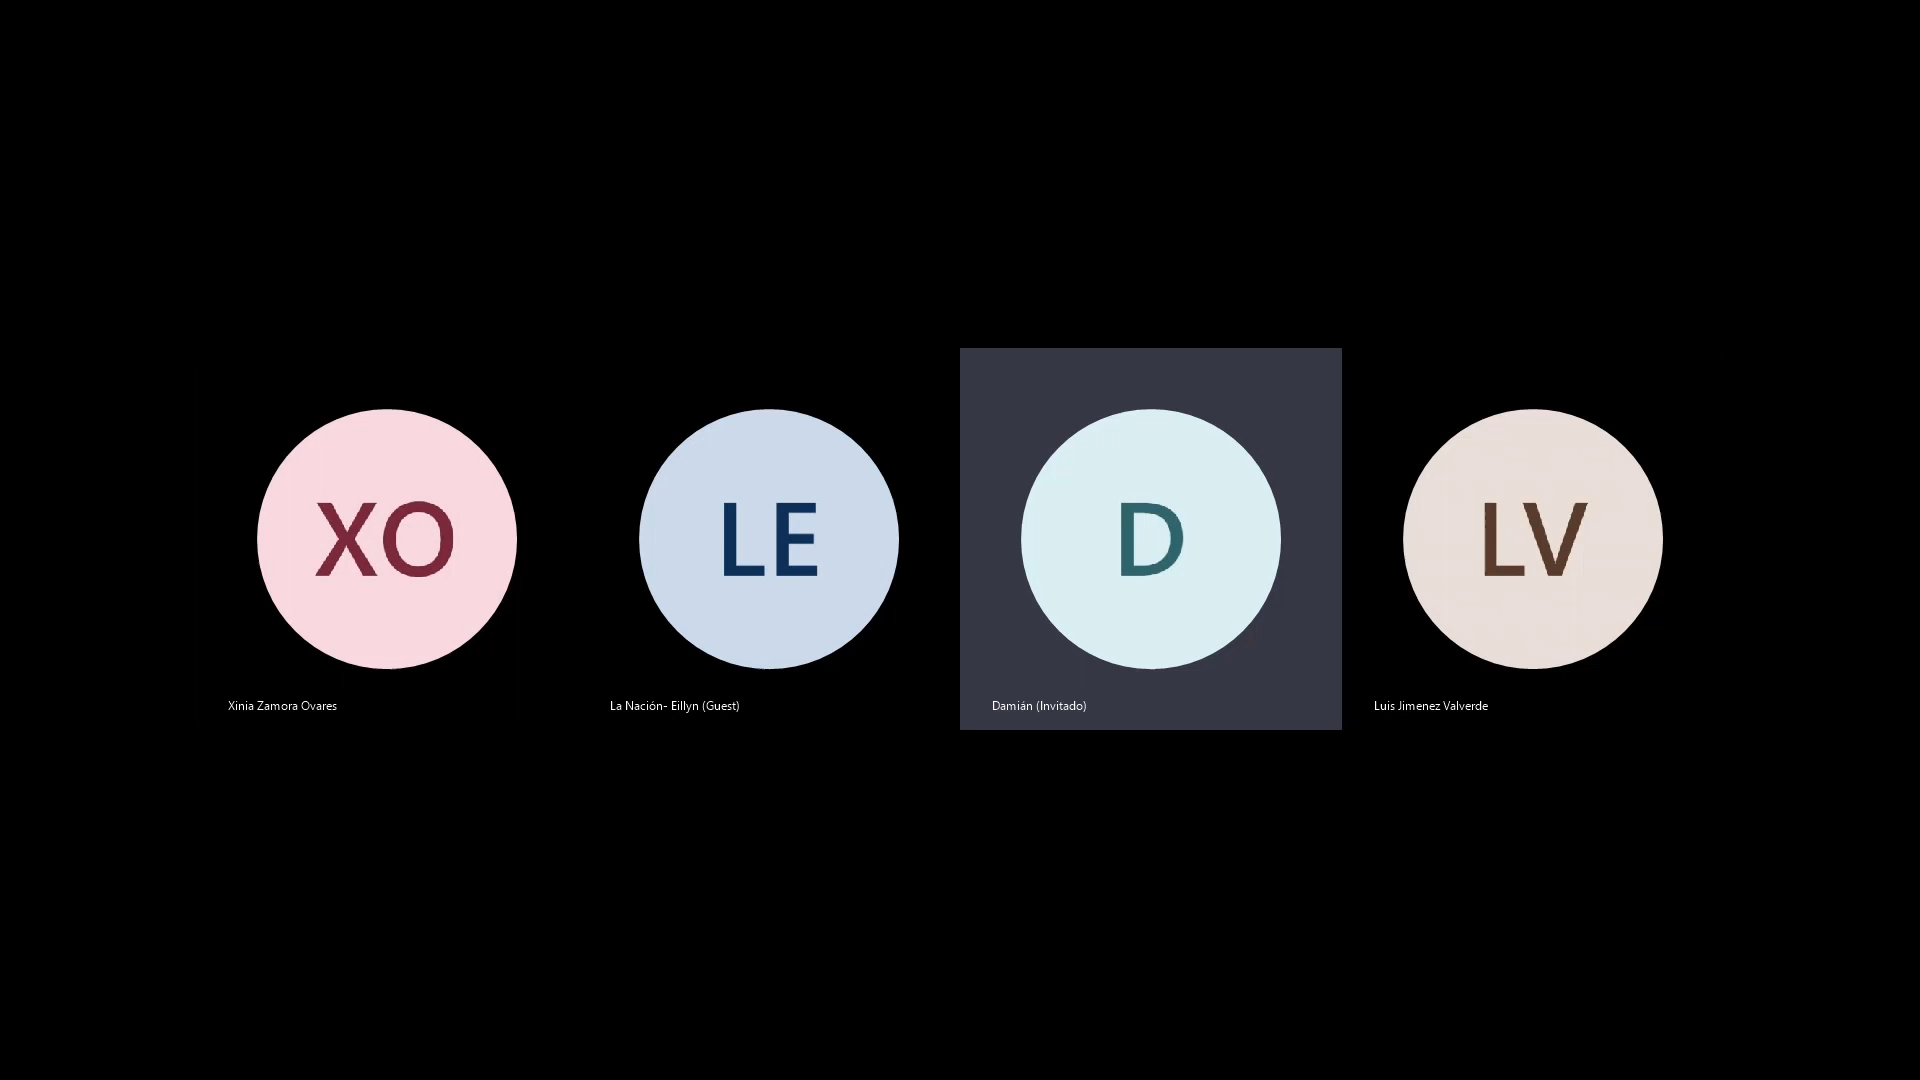 XO
LE
D
LV
Xinia Zamora Ovares
La Nación- Eillyn (Guest)
Damián (Invitado)
Luis Jimenez Valverde